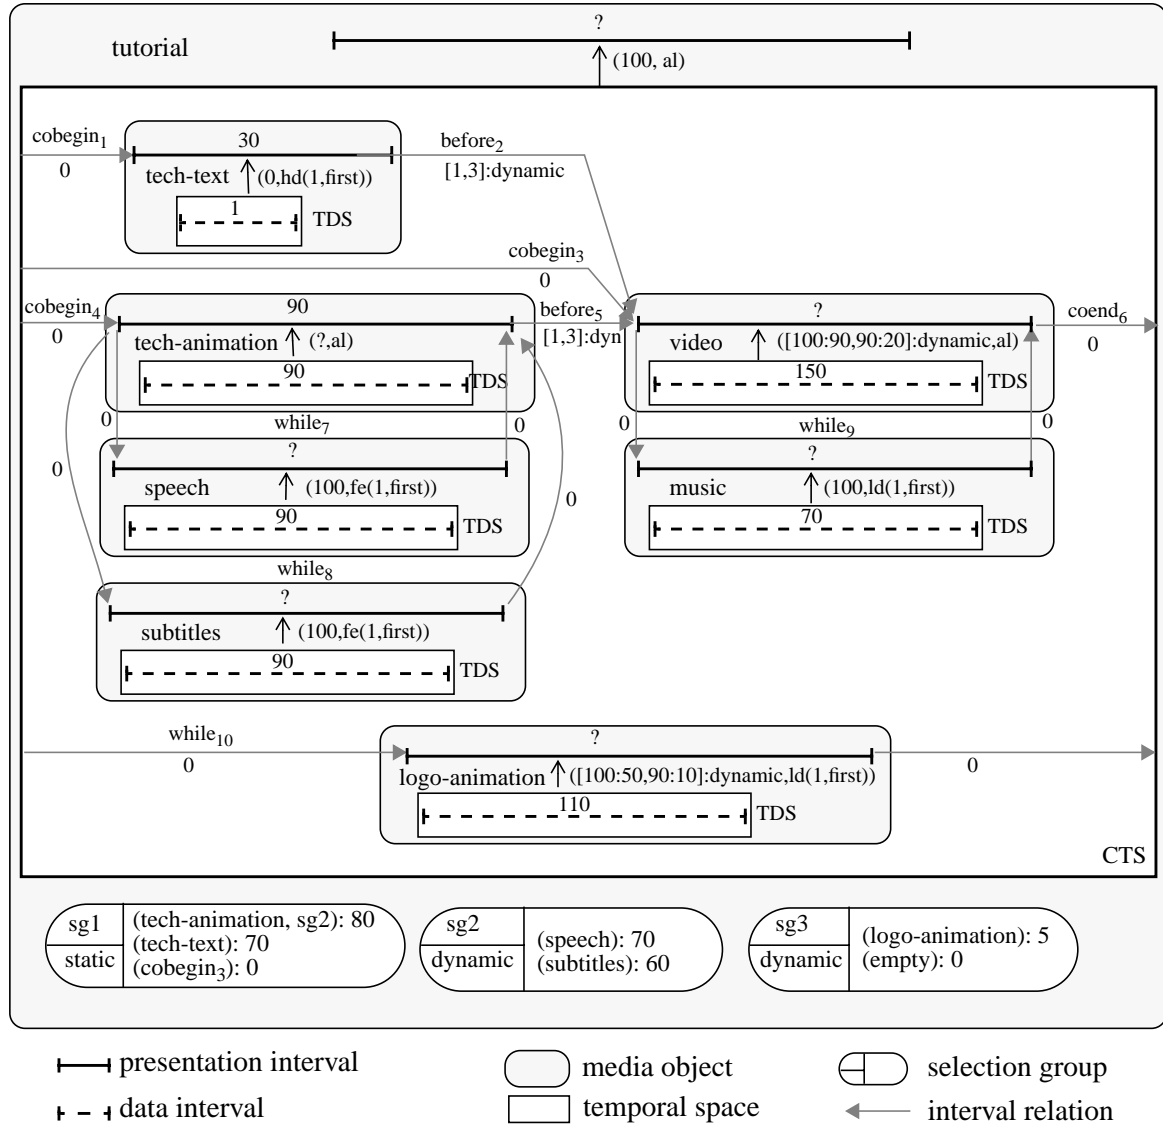 ?
tutorial
(100, al)
cobegin1
0
30
tech-text
(0,hd(1,first))
1
TDS
before2
[1,3]:dynamic
cobegin3
0
cobegin4
0
90
tech-animation
(?,al)
90
TDS
before5
[1,3]:dyn
?
video
([100:90,90:20]:dynamic,al)
150
TDS
coend6
0
0
while7
0
0
while9
0
0
?
speech
(100,fe(1,first))
90
TDS
0
?
music
(100,ld(1,first))
70
TDS
while8
?
subtitles
(100,fe(1,first))
90
TDS
while10
0
?
logo-animation
([100:50,90:10]:dynamic,ld(1,first))
110
TDS
0
CTS
sg1
static
(tech-animation, sg2): 80
(tech-text): 70
(cobegin3): 0
sg2
dynamic
(speech): 70
(subtitles): 60
sg3
dynamic
(logo-animation): 5
(empty): 0
presentation interval
media object
selection group
data interval
temporal space
interval relation